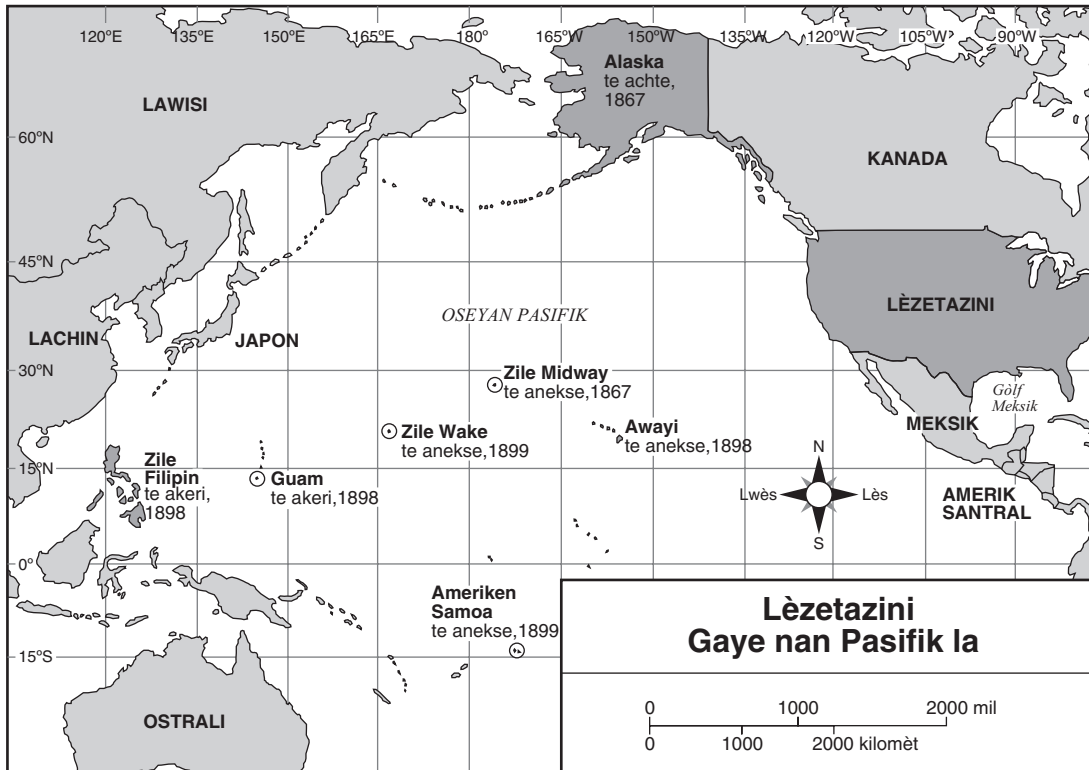 120°E 135°E 150°E 165°E 180° 165°W 150°W 135°W 120°W 105°W 90°W
Alaska
te achte,
1867
LAWISI
60°N
KANADA
45°N
LÈZETAZINI
OSEYAN PASIFIK
LACHIN
JAPON
30°N
Zile Midway
te anekse,1867
Gòlf
Meksik
MEKSIK
Zile Wake
te anekse,1899
Awayi
te anekse,1898
15°N
Zile
Filipin
te akeri,
1898
Guam
te akeri,1898
N
Lwès Lès
S
AMERIK
SANTRAL
0°
Ameriken
Samoa
te anekse,1899
15°S
OSTRALI
Lèzetazini
Gaye nan Pasifik la
0 1000 2000 mil
0 1000 2000 kilomèt